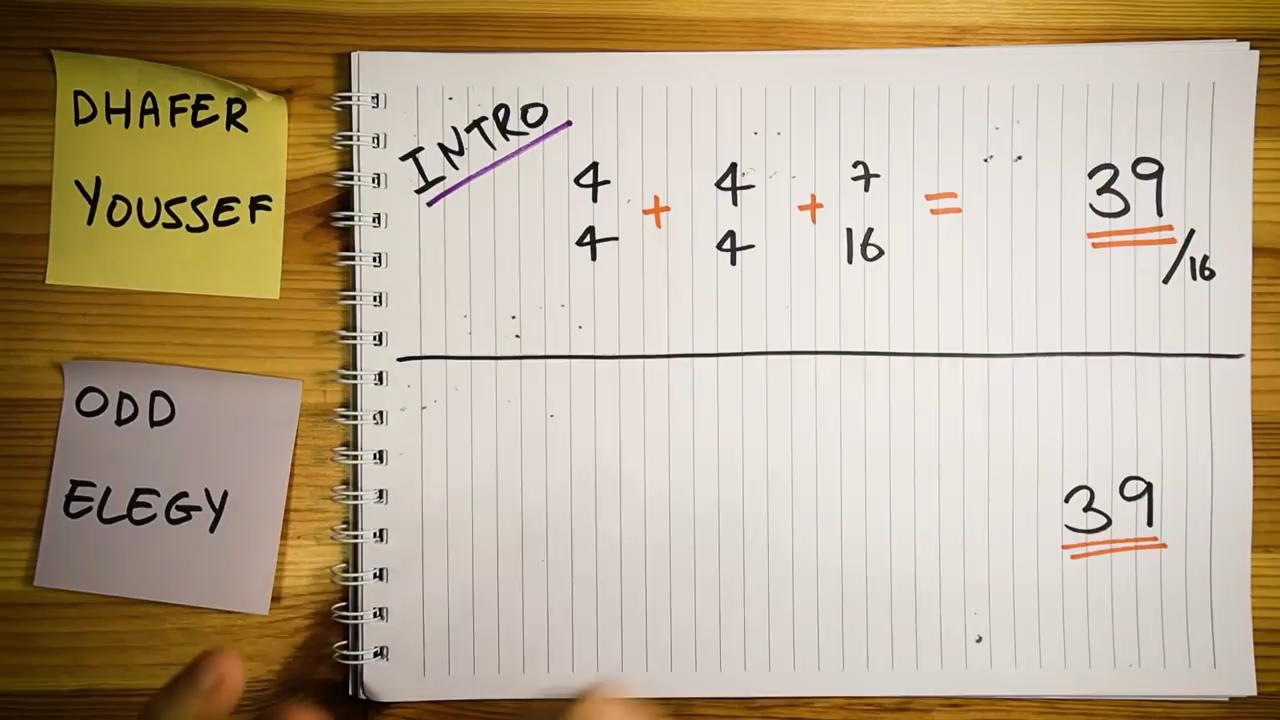 DHAFER
YOUSSEF
ODD
ELEGY
INTRO
4 + 4 + 7 = 39
4 4 16 /16
39